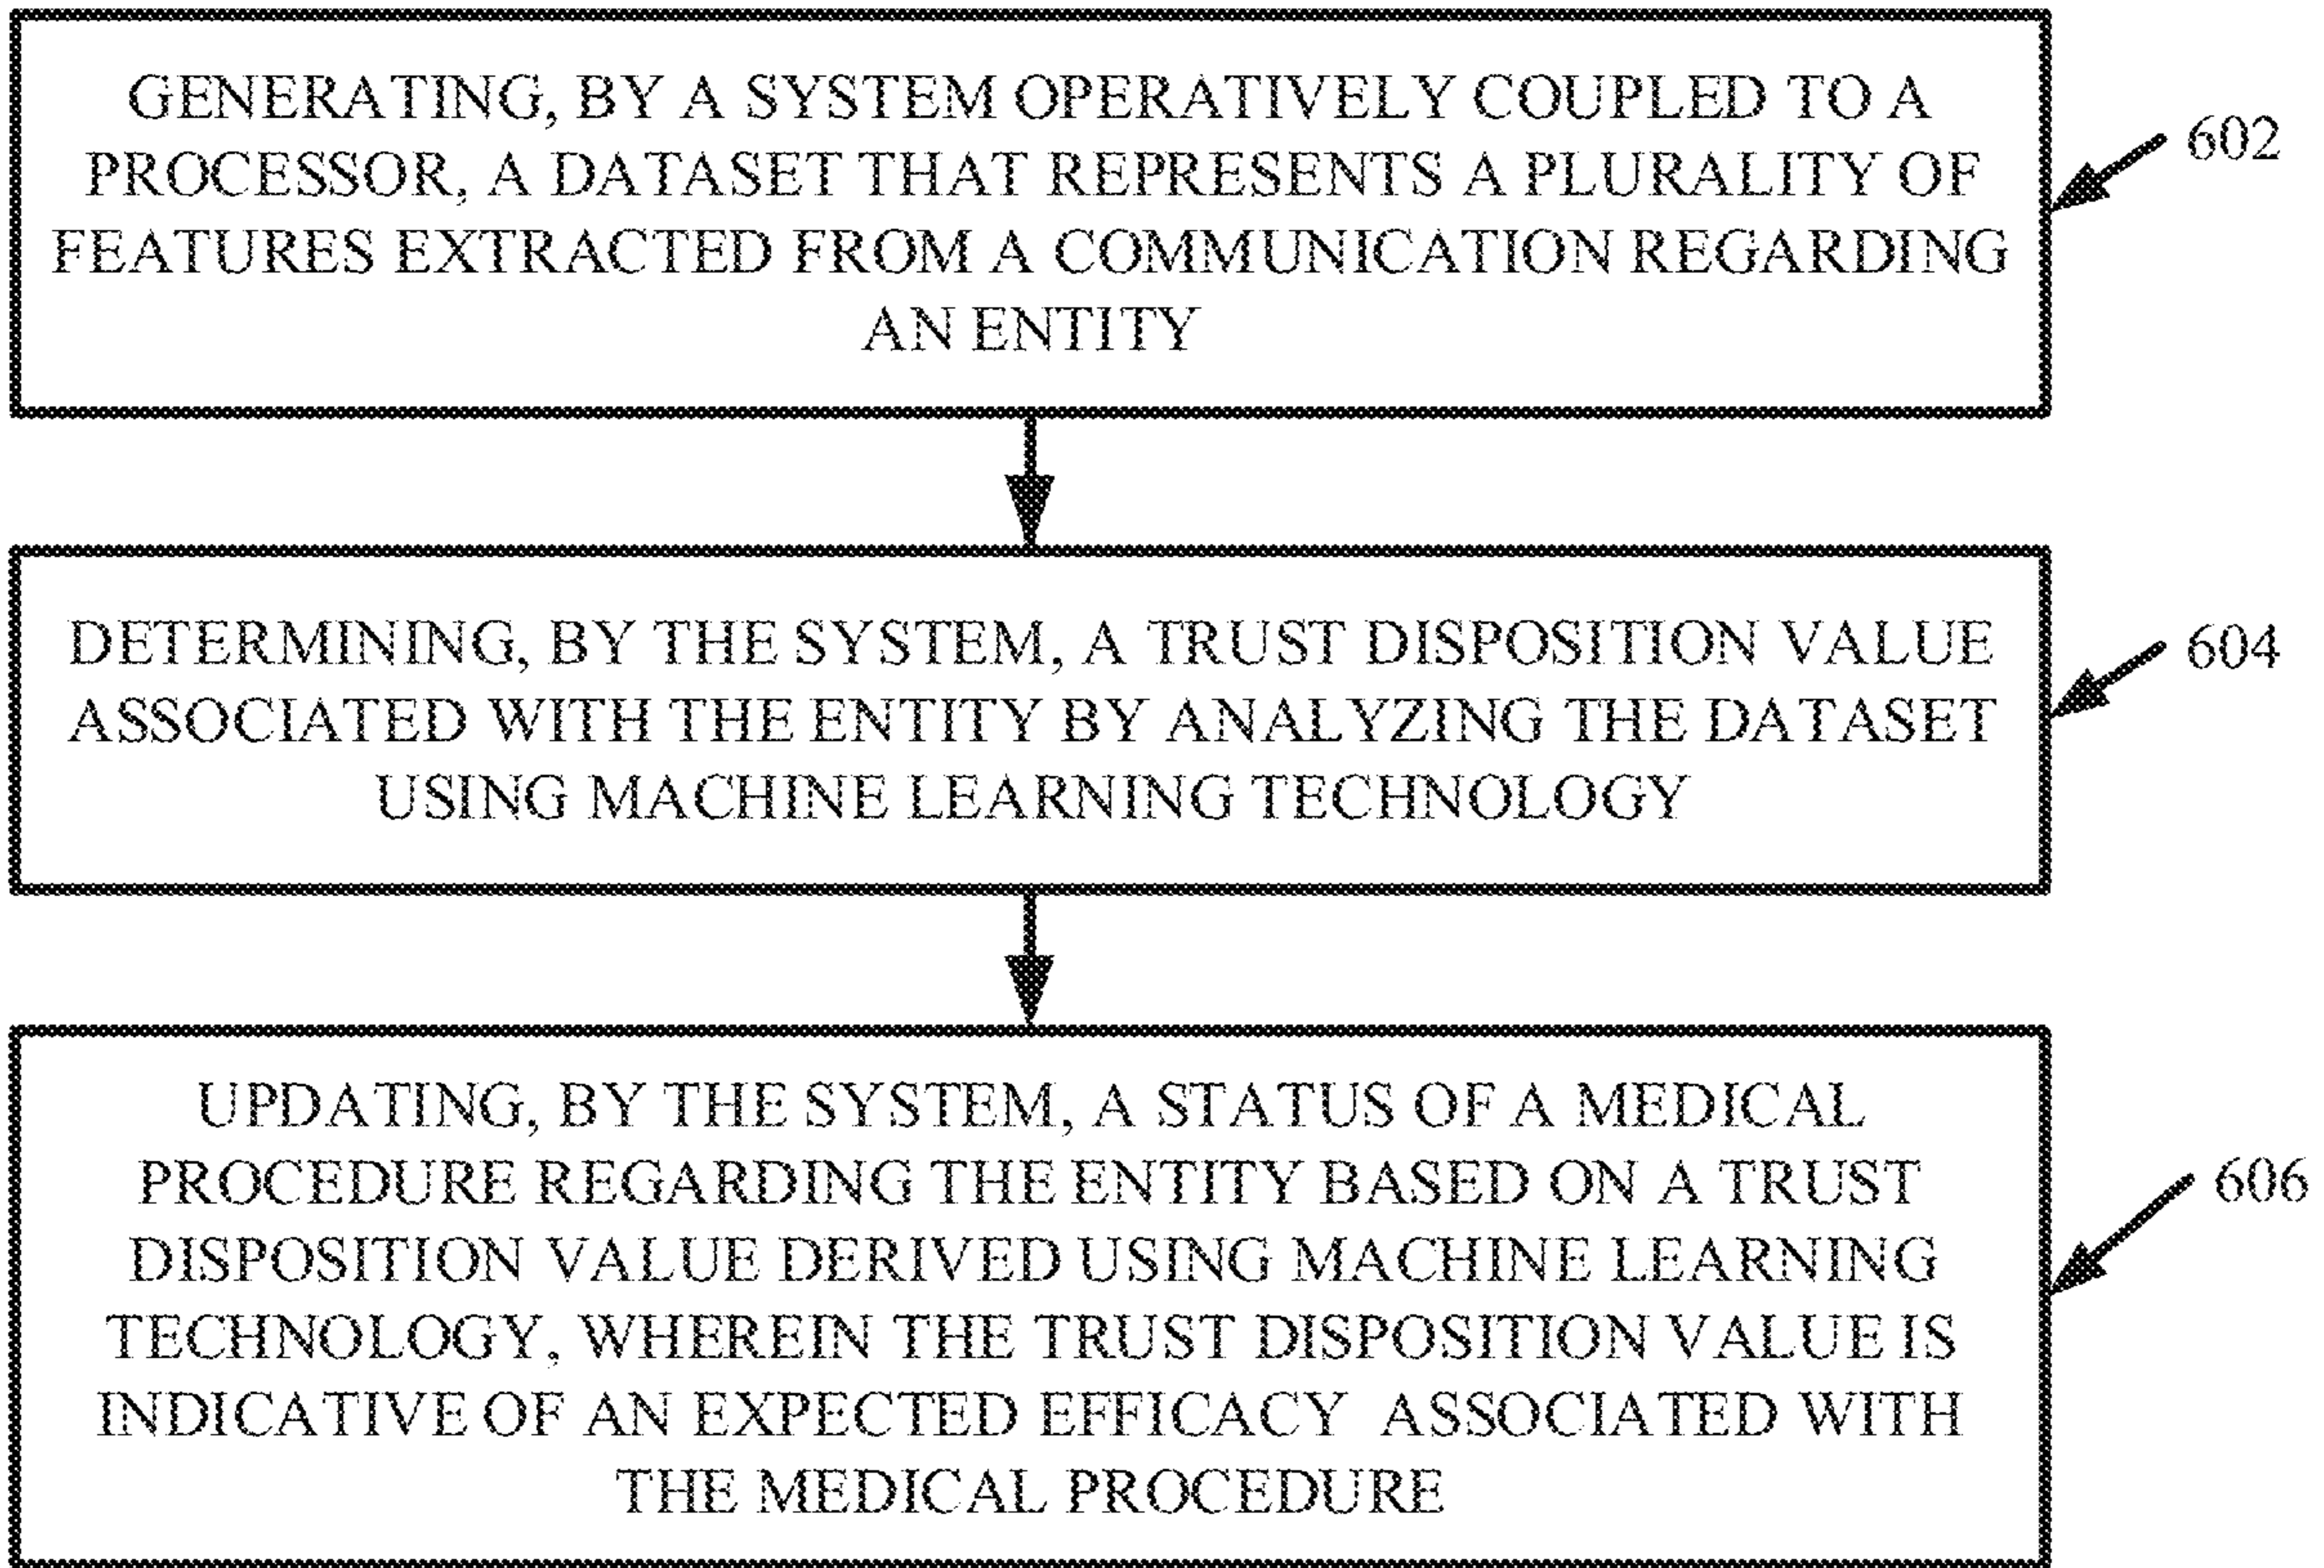 GENERATING, BY A SYSTEM OPERATIVELY COUPLED TO A
PROCESSOR, A DATASET THAT REPRESENTS A PLURALITY OF
FEATURES EXTRACTED FROM A COMMUNICATION REGARDING
AN ENTITY
602
DETERMINING, BY THE SYSTEM, A TRUST DISPOSITION VALUE
ASSOCIATED WITH THE ENTITY BY ANALYZING THE DATASET
USING MACHINE LEARNING TECHNOLOGY
604
UPDATING, BY THE SYSTEM, A STATUS OF A MEDICAL
PROCEDURE REGARDING THE ENTITY BASED ON A TRUST
DISPOSITION VALUE DERIVED USING MACHINE LEARNING
TECHNOLOGY, WHEREIN THE TRUST DISPOSITION VALUE IS
INDICATIVE OF AN EXPECTED EFFICACY ASSOCIATED WITH
THE MEDICAL PROCEDURE
606